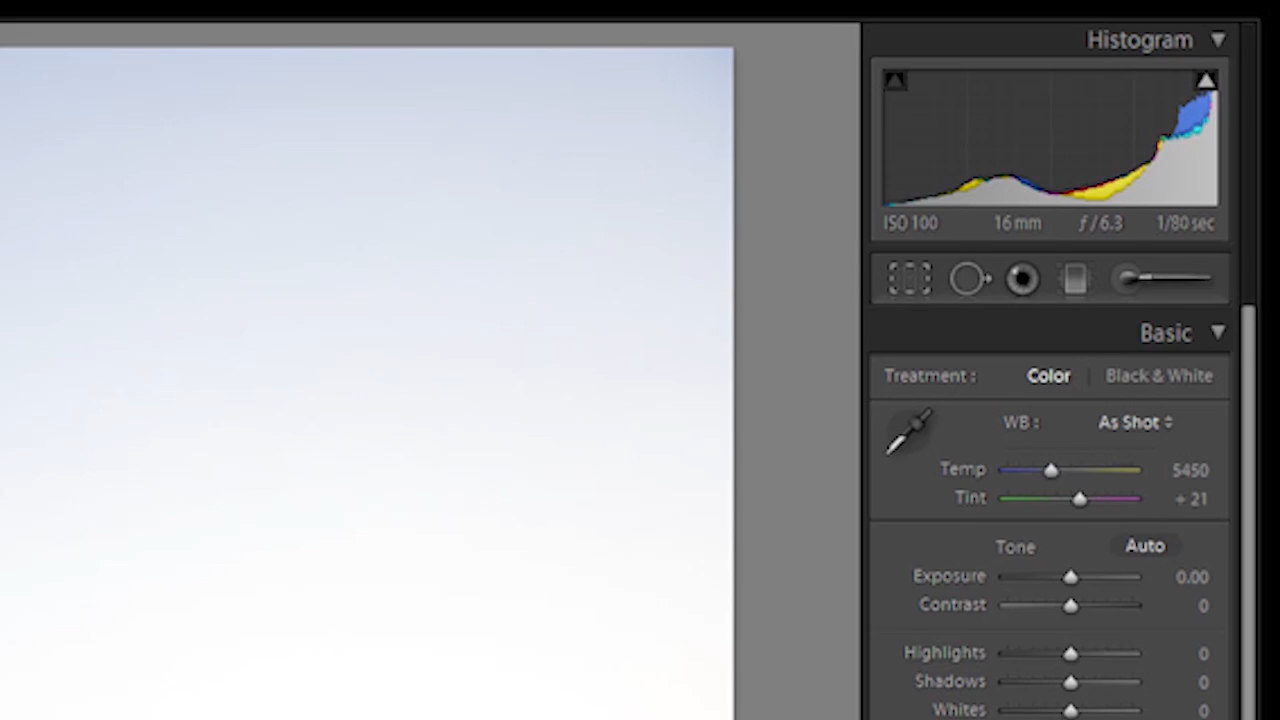 Histogram
ISO 100 16 mm ƒ / 6.3 1/80 sec
Basic
Treatment : Color Black & White
WB : As Shot
Temp 5450
Tint + 21
Tone Auto
Exposure 0.00
Contrast 0
Highlights 0
Shadows 0
Whites 0